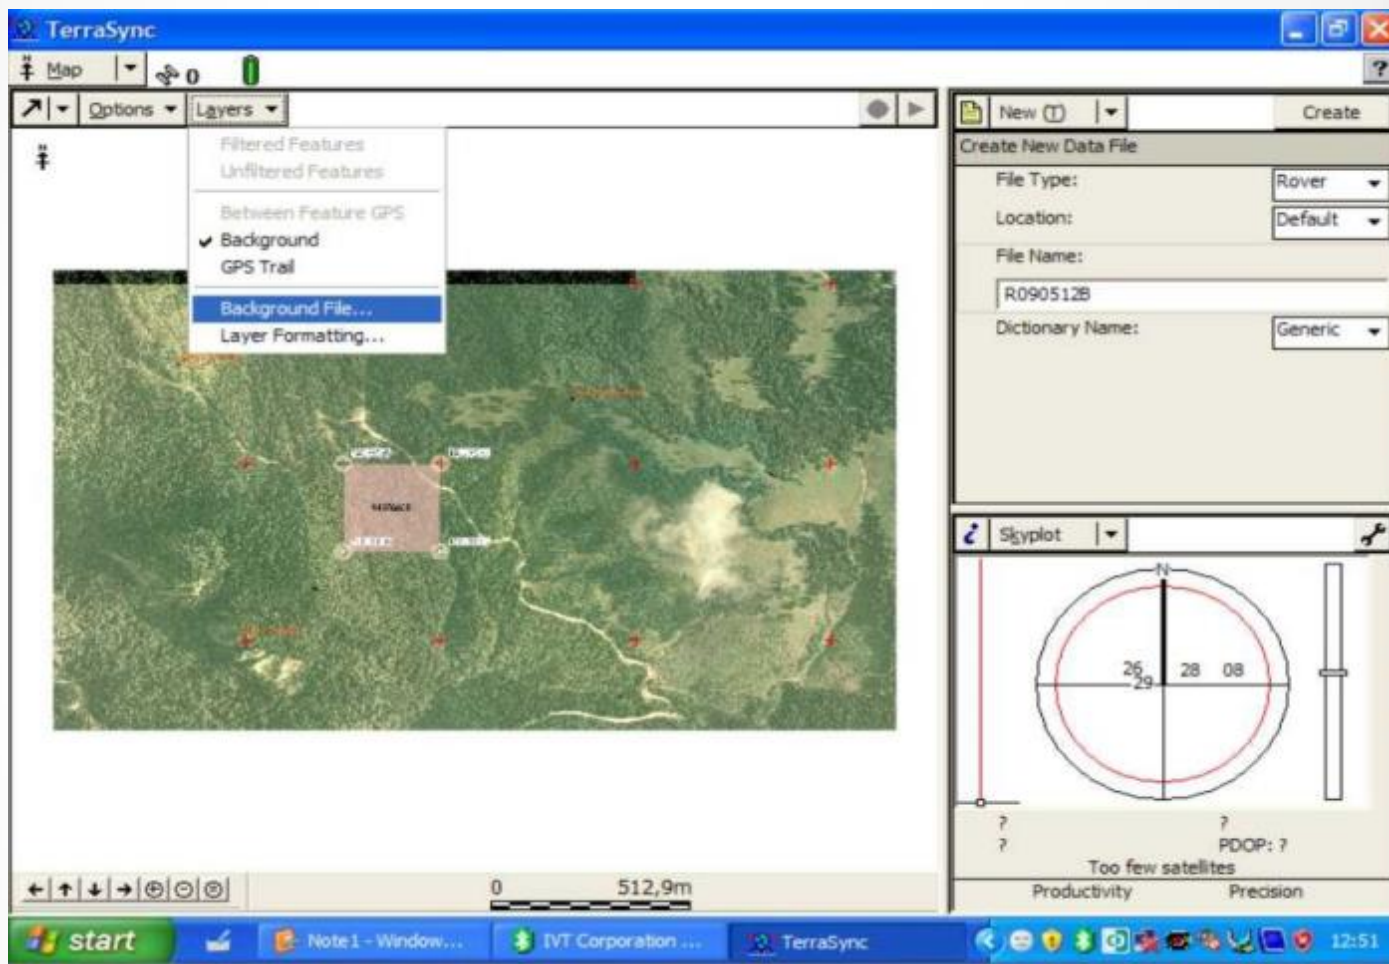 TerraSync
Map 0
Options Layers
Filtered Features
Unfiltered Features
Between Feature GPS
Background
GPS Trail
Background File...
Layer Formatting...
0 512,9m
New (1) Create
Create New Data File
File Type: Rover
Location: Default
File Name:
R090512B
Dictionary Name: Generic
Skyplot
N
26 28 08
29
? ?
? PDOP: ?
Too few satellites
Productivity Precision
start Note1 - Window... IVT Corporation ... TerraSync 12:51